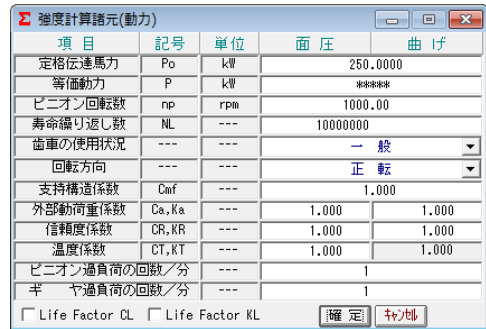 Σ 強度計算諸元(動力)
項 目 記号 単位 面 圧 曲 げ
定格伝達馬力 Po kW 250.0000
等価動力 P kW *****
ピニオン回転数 np rpm 1000.00
寿命繰り返し数 NL --- 10000000
歯車の使用状況 --- --- 一 般
回転方向 --- --- 正 転
支持構造係数 Cmf --- 1.000
外部動荷重係数 Ca,Ka --- 1.000 1.000
信頼度係数 CR,KR --- 1.000 1.000
温度係数 CT,KT --- 1.000 1.000
ピニオン過負荷の回数/分 --- 1
ギ ヤ過負荷の回数/分 --- 1
Life Factor CL Life Factor KL 確 定 キャンセル